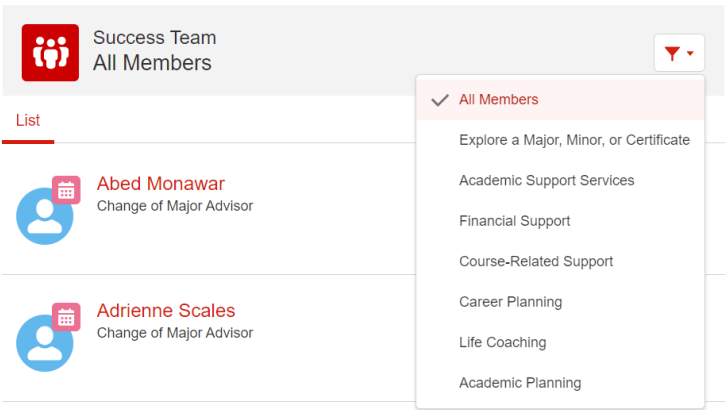 Success Team
All Members
List
Abed Monawar
Change of Major Advisor
Adrienne Scales
Change of Major Advisor
All Members
Explore a Major, Minor, or Certificate
Academic Support Services
Financial Support
Course-Related Support
Career Planning
Life Coaching
Academic Planning